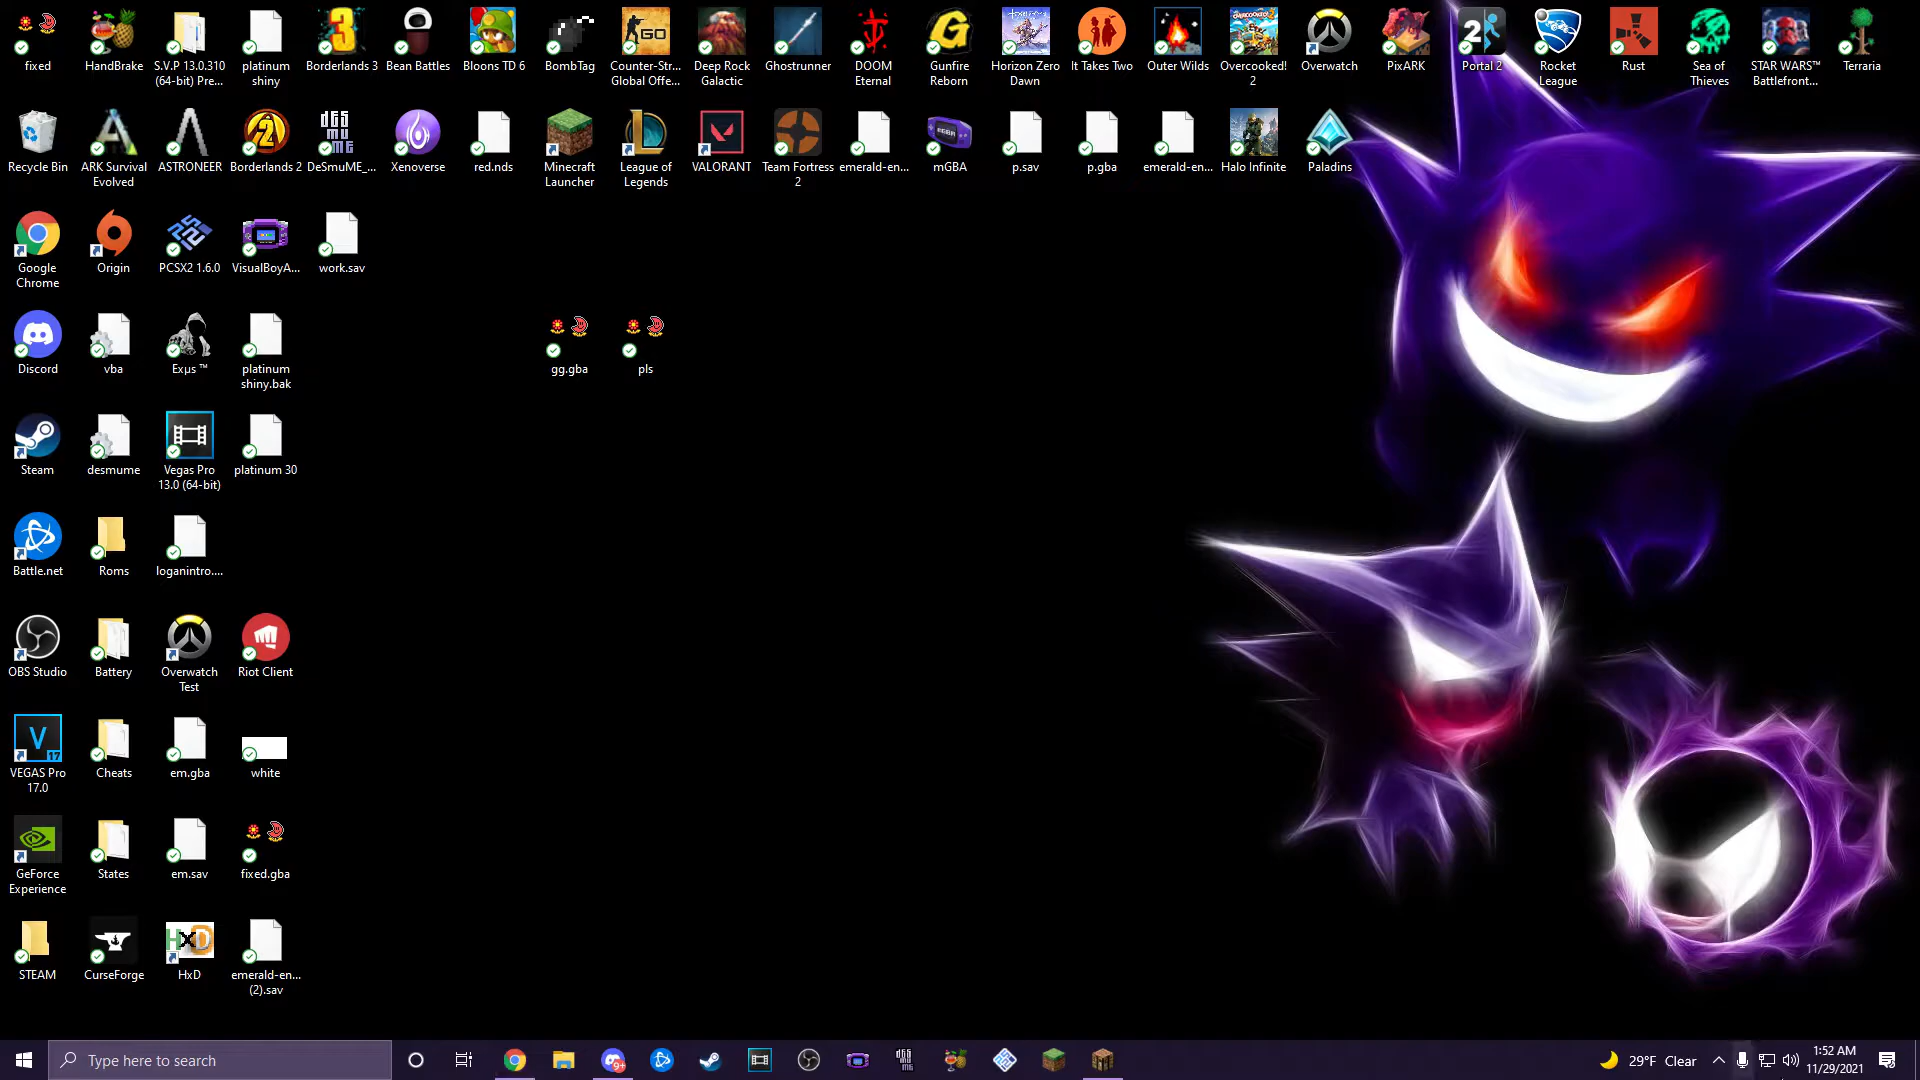 fixed
HandBrake
S.V.P 13.0.310
(64-bit) Pre...
platinum
shiny
Borderlands 3
Bean Battles
Bloons TD 6
BombTag
Counter-Str...
Global Offe...
Deep Rock
Galactic
Ghostrunner
DOOM
Eternal
Gunfire
Reborn
Horizon Zero
Dawn
It Takes Two
Outer Wilds
Overcooked!
2
Overwatch
PixARK
Portal 2
Rocket
League
Rust
Sea of
Thieves
STAR WARS™
Battlefront...
Terraria
Recycle Bin
ARK Survival
Evolved
ASTRONEER
Borderlands 2
DeSmuME_...
Xenoverse
red.nds
Minecraft
Launcher
League of
Legends
VALORANT
Team Fortress
2
emerald-en...
mGBA
p.sav
p.gba
emerald-en...
Halo Infinite
Paladins
Google
Chrome
Origin
PCSX2 1.6.0
VisualBoyA...
work.sav
Discord
vba
Exµs ™
platinum
shiny.bak
gg.gba
pls
Steam
desmume
Vegas Pro
13.0 (64-bit)
platinum 30
Battle.net
Roms
loganintro....
OBS Studio
Battery
Overwatch
Test
Riot Client
VEGAS Pro
17.0
Cheats
em.gba
white
GeForce
Experience
States
em.sav
fixed.gba
STEAM
CurseForge
HxD
emerald-en...
(2).sav
Type here to search
9+
29°F Clear
1:52 AM
11/29/2021